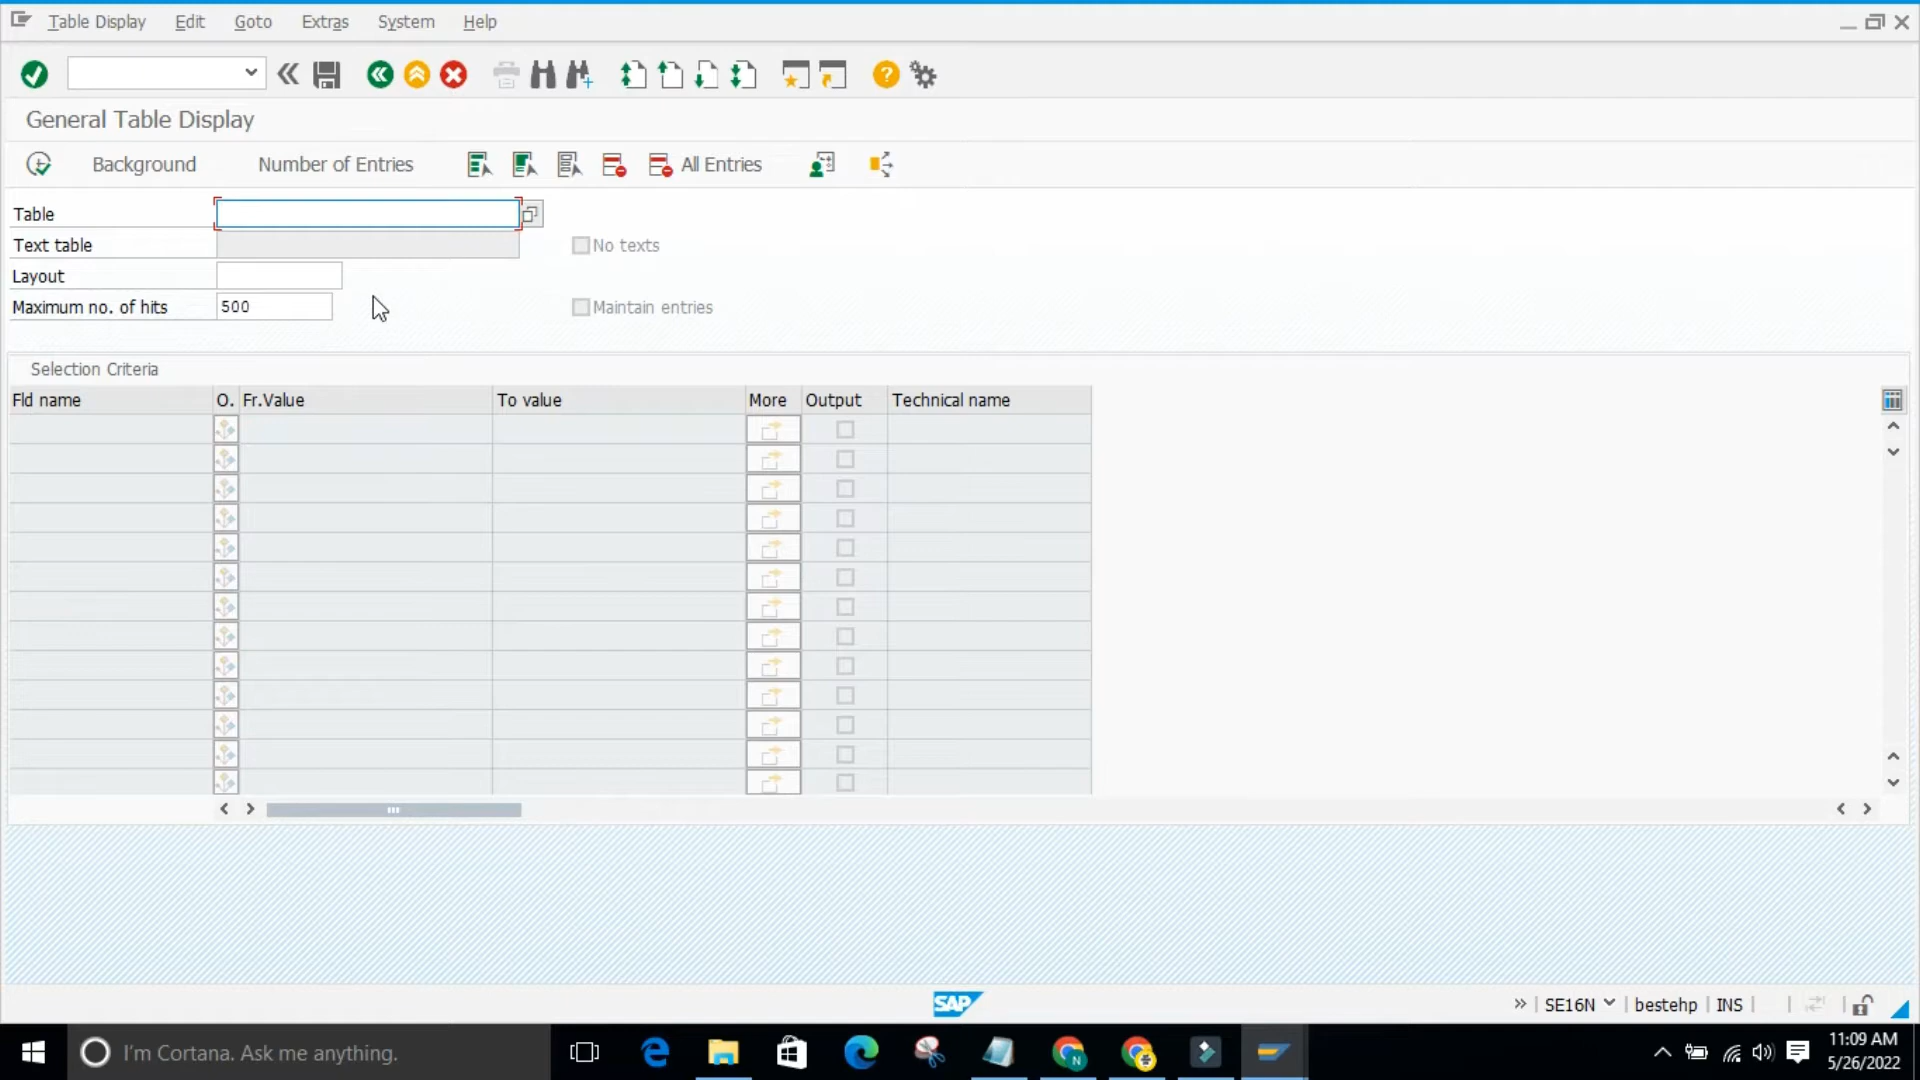 Table Display Edit Goto Extras System Help
General Table Display
Background Number of Entries All Entries
Table
Text table No texts
Layout
Maximum no. of hits 500 Maintain entries
Selection Criteria
Fld name O. Fr.Value To value More Output Technical name
SAP SE16N bestehp INS
I'm Cortana. Ask me anything. 11:09 AM
5/26/2022